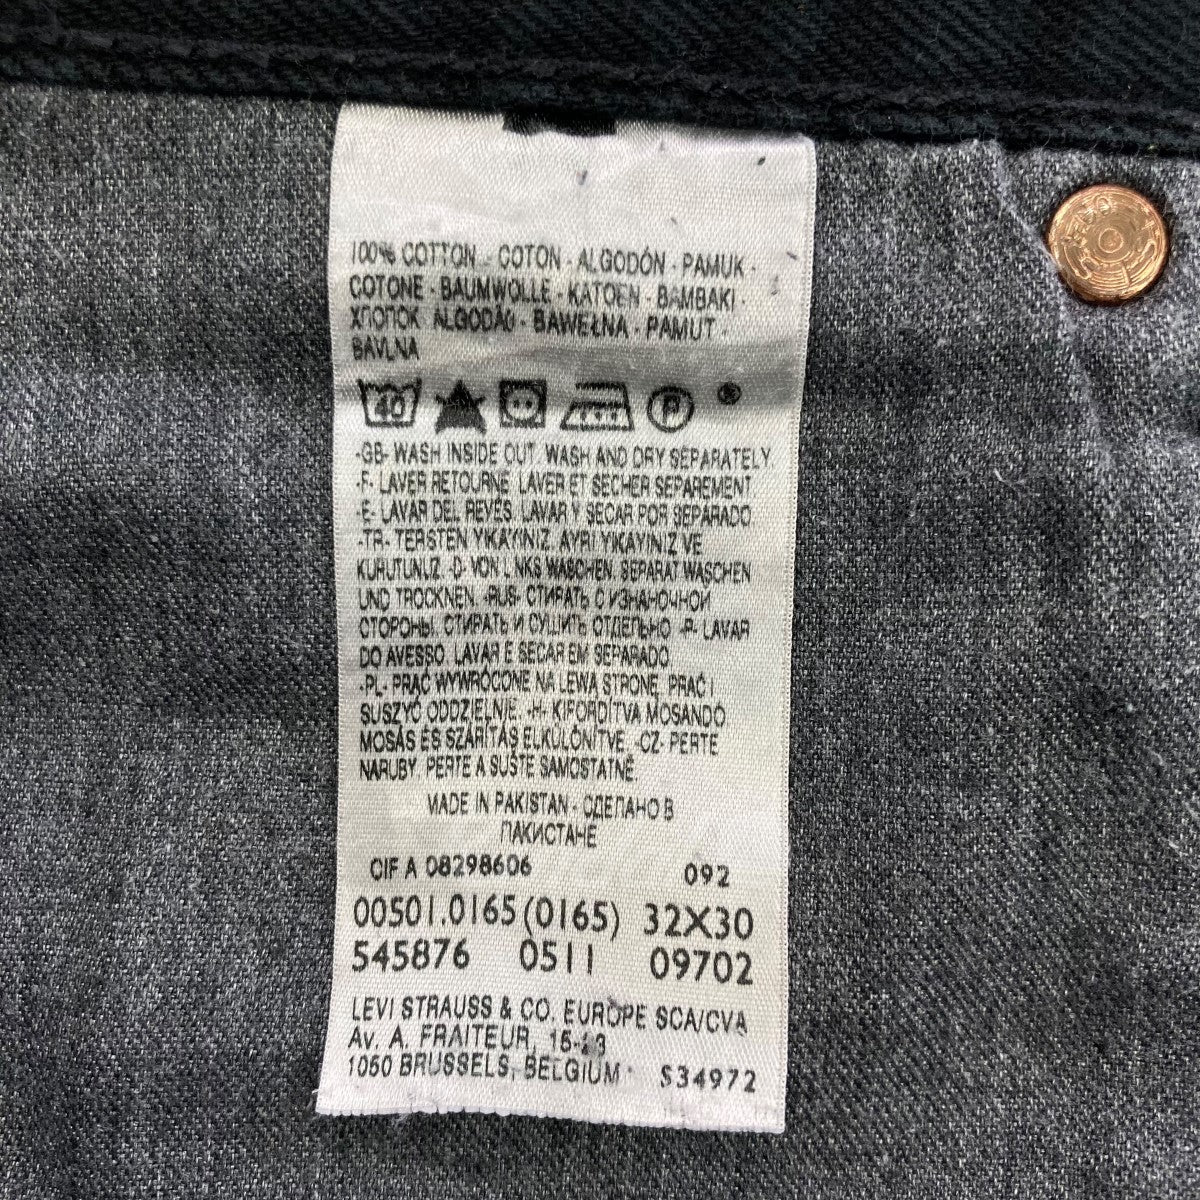 100% COTTON - COTON - ALGODÓN - PAMUK -
COTONE - BAUMWOLLE - KATOEN - BAMBAKI -
ХЛОПОК ALGODÃO - BAWEŁNA - PAMUT -
BAVLNA
40 P ®
-GB- WASH INSIDE OUT. WASH AND DRY SEPARATELY.
-F- LAVER RETOURNE. LAVER ET SECHER SEPAREMENT
-E- LAVAR DEL REVÉS. LAVAR Y SECAR POR SEPARADO
-TR- TERSTEN YIKAYINIZ. AYRI YIKAYINIZ VE
KURUTUNUZ. -D- VON LINKS WASCHEN. SEPARAT WASCHEN
UND TROCKNEN. -RUS- СТИРАТЬ С ИЗНАНОЧНОЙ
СТОРОНЫ. СТИРАТЬ И СУШИТЬ ОТДЕЛЬНО -P- LAVAR
DO AVESSO. LAVAR E SECAR EM SEPARADO.
-PL- PRAĆ WYWRÓCONE NA LEWA STRONE. PRAĆ I
SUSZYĆ ODDZIELNIE. -H- KIFORDÍTVA MOSANDÓ
MOSÁS ÉS SZÁRÍTÁS ELKÜLÖNÍTVE. -CZ- PERTE
NARUBY. PERTE A SUŠTE SAMOSTATNĚ.
MADE IN PAKISTAN - СДЕЛАНО В
ПАКИСТАНЕ
CIF A 08298606 092
00501.0165 (0165) 32X30
545876 0511 09702
LEVI STRAUSS & CO. EUROPE SCA/CVA
Av. A. FRAITEUR, 15-23
1050 BRUSSELS, BELGIUM S34972